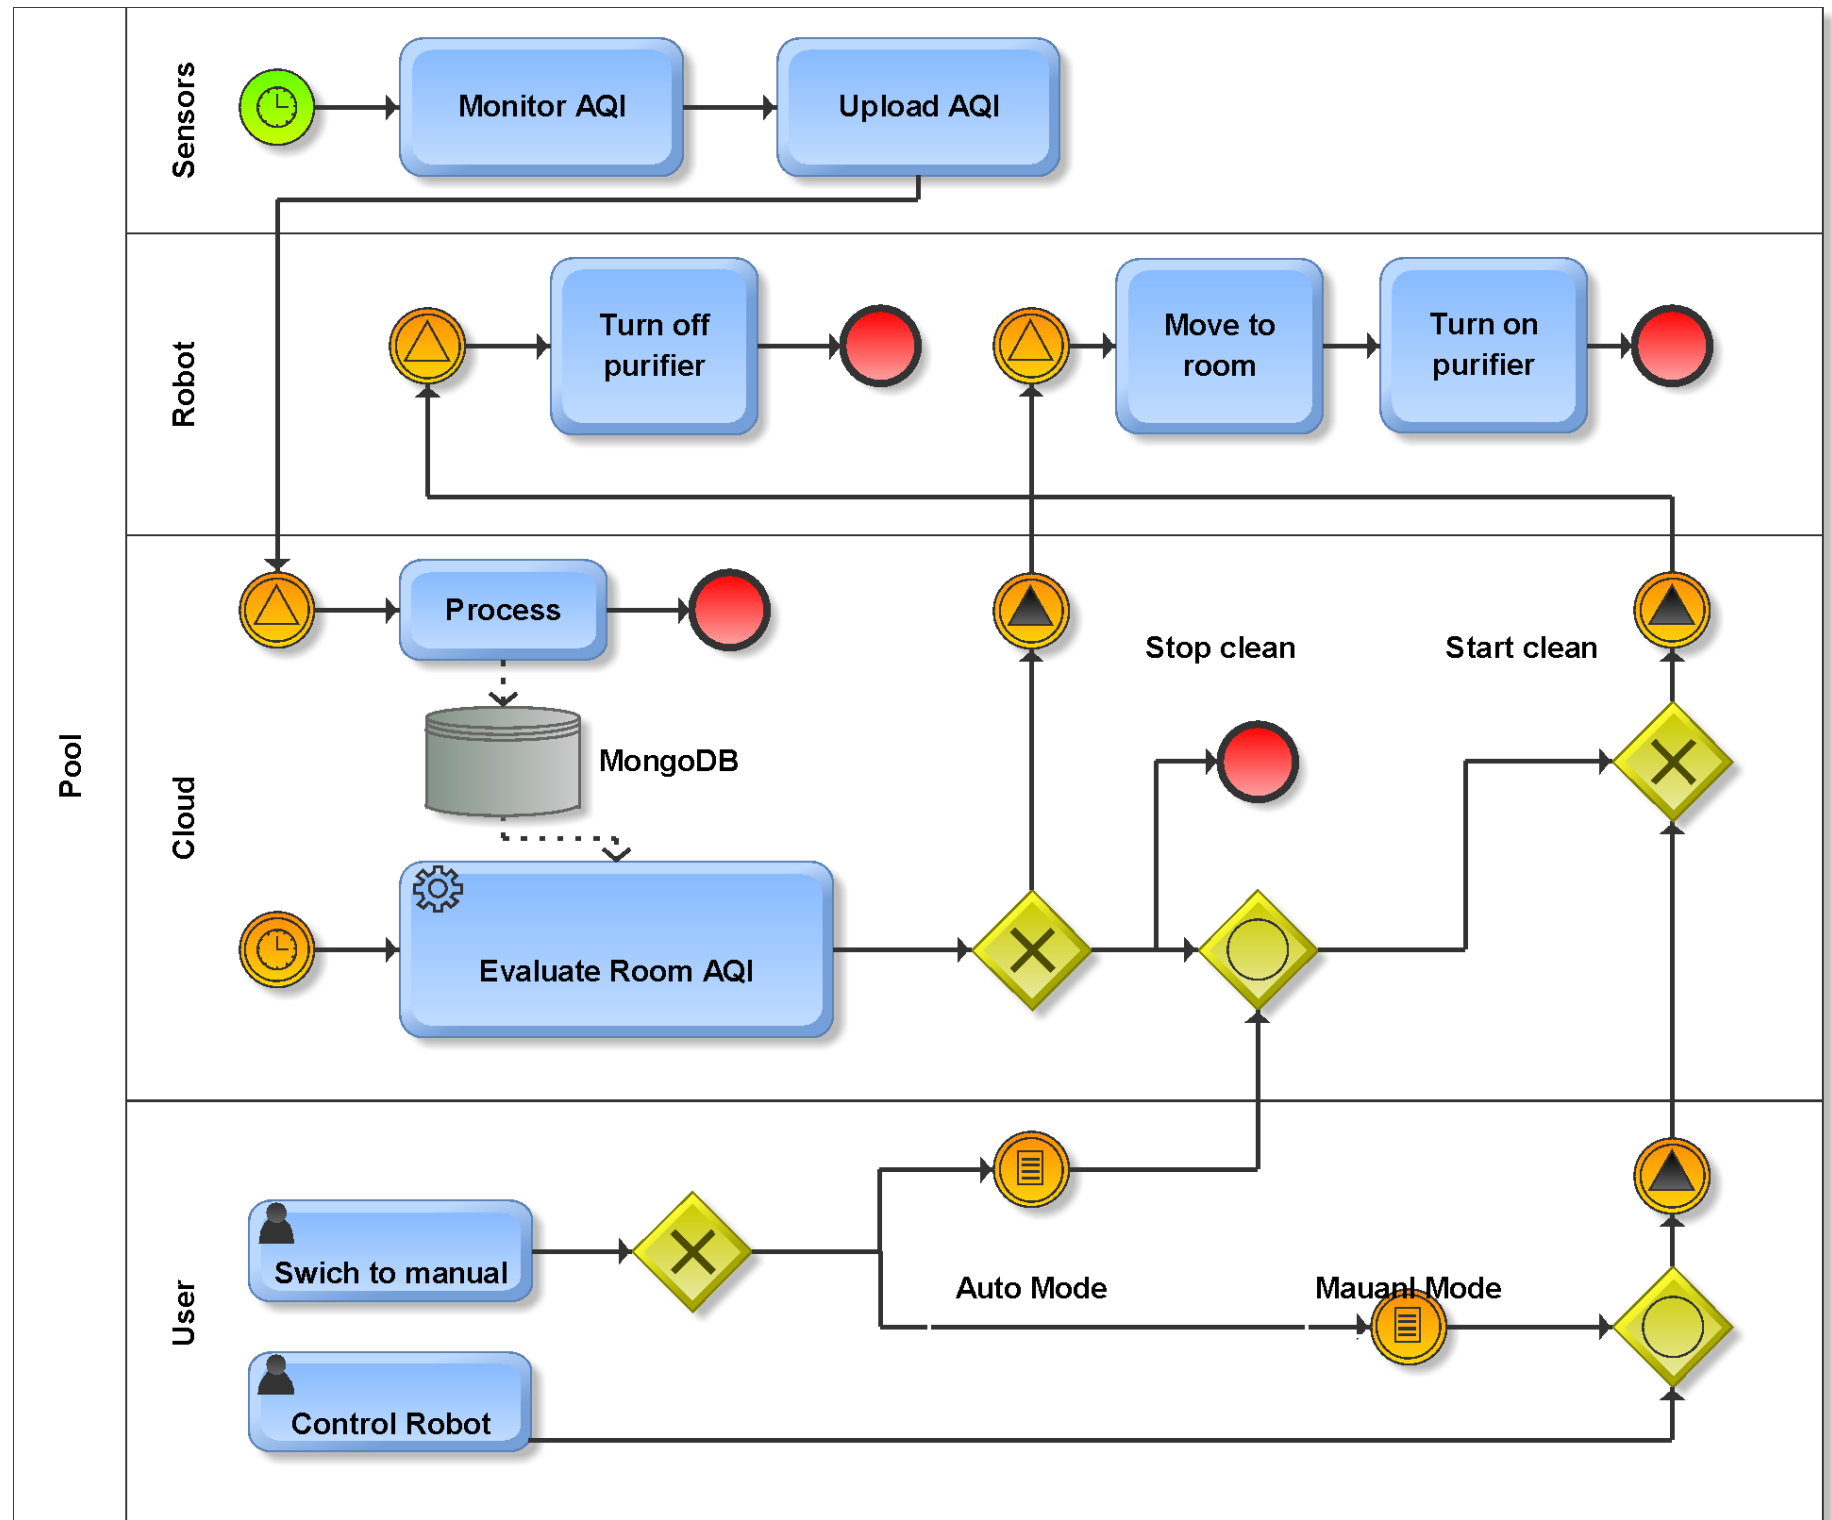 Pool
Sensors
Monitor AQI
Upload AQI
Robot
Turn off
purifier
Move to
room
Turn on
purifier
Cloud
Process
MongoDB
Stop clean
Start clean
Evaluate Room AQI
User
Swich to manual
Auto Mode
Mauanl Mode
Control Robot